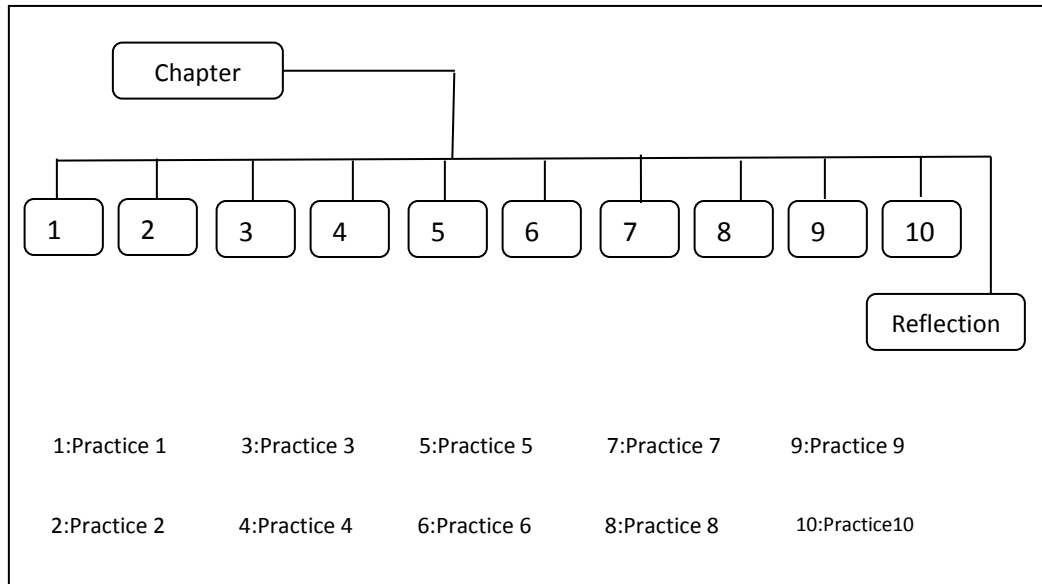 Chapter
1 2 3 4 5 6 7 8 9 10
Reflection
1:Practice 1 3:Practice 3 5:Practice 5 7:Practice 7 9:Practice 9
2:Practice 2 4:Practice 4 6:Practice 6 8:Practice 8 10:Practice10